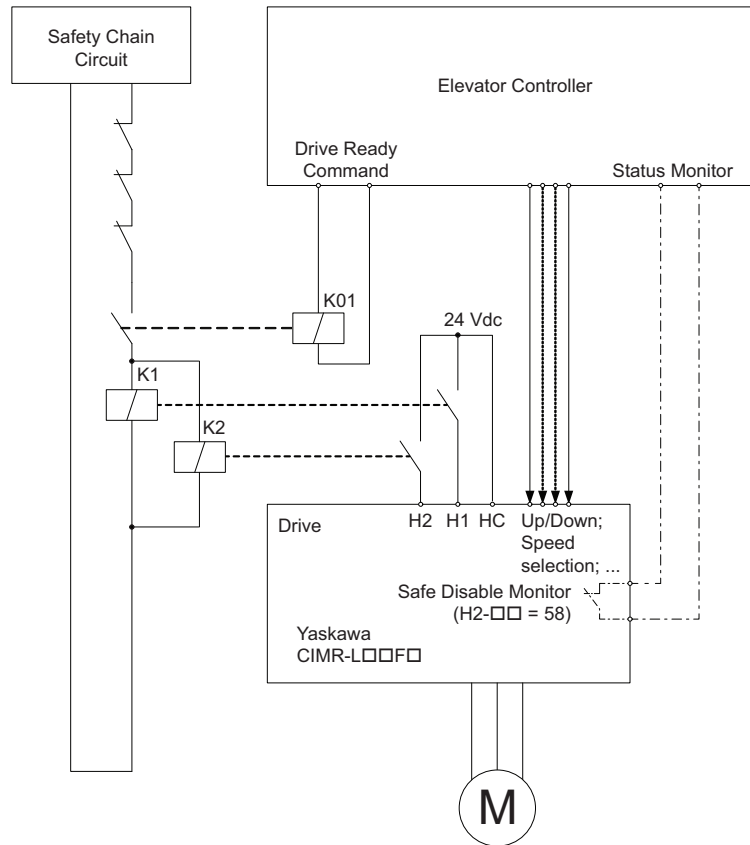 Safety Chain
Circuit
Elevator Controller
Drive Ready
Command
Status Monitor
K01
24 Vdc
K1
K2
Drive
H2
H1
HC
Up/Down;
Speed
selection; ...
Safe Disable Monitor
(H2-□□ = 58)
Yaskawa
CIMR-L□□F□
M